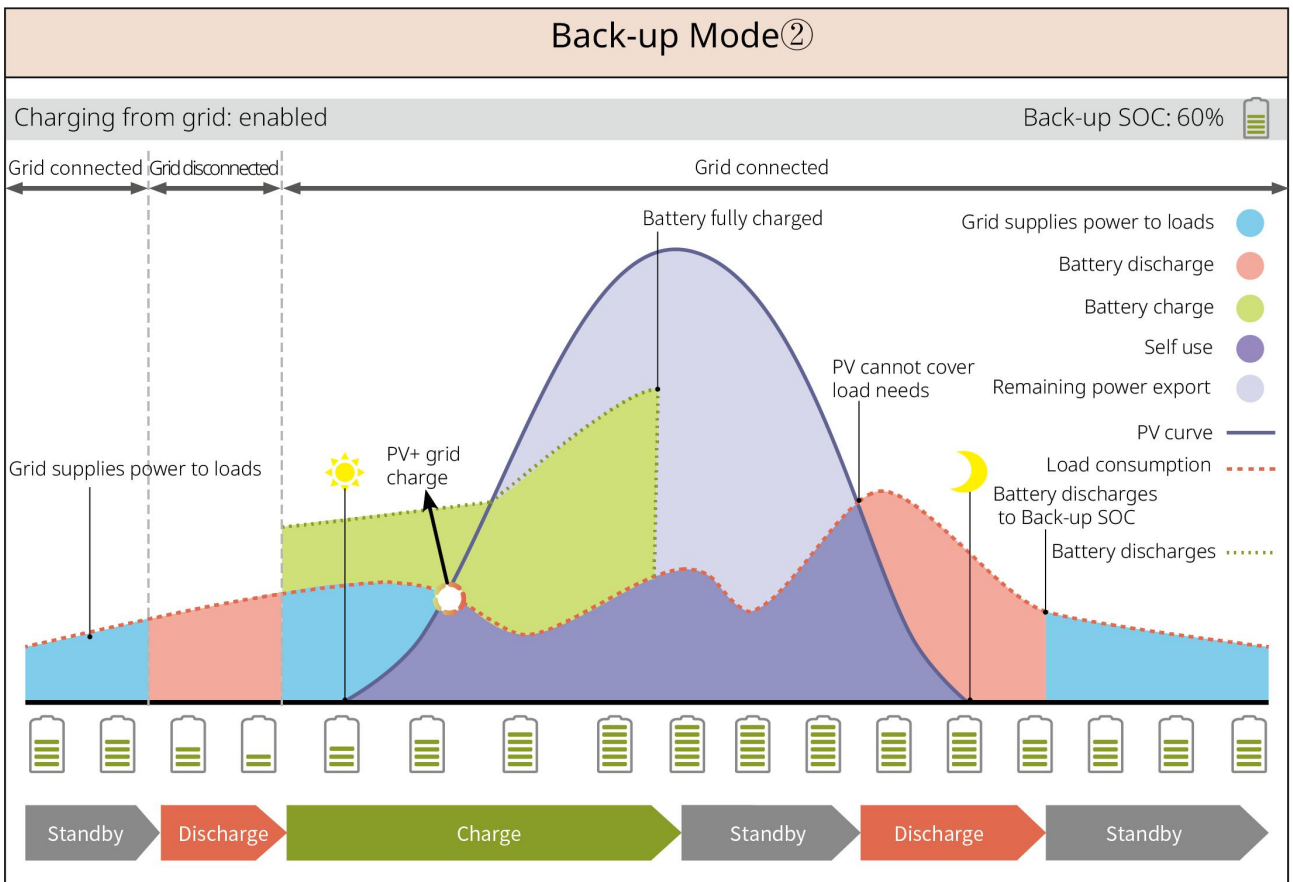 Back-up Mode②
Charging from grid: enabled
Back-up SOC: 60%
Grid connected
Grid disconnected
Grid connected
Battery fully charged
Grid supplies power to loads
Battery discharge
Battery charge
Self use
Remaining power export
PV curve
Load consumption
Battery discharges
PV cannot cover
load needs
PV+ grid
charge
Grid supplies power to loads
Battery discharges
to Back-up SOC
Standby
Discharge
Charge
Standby
Discharge
Standby